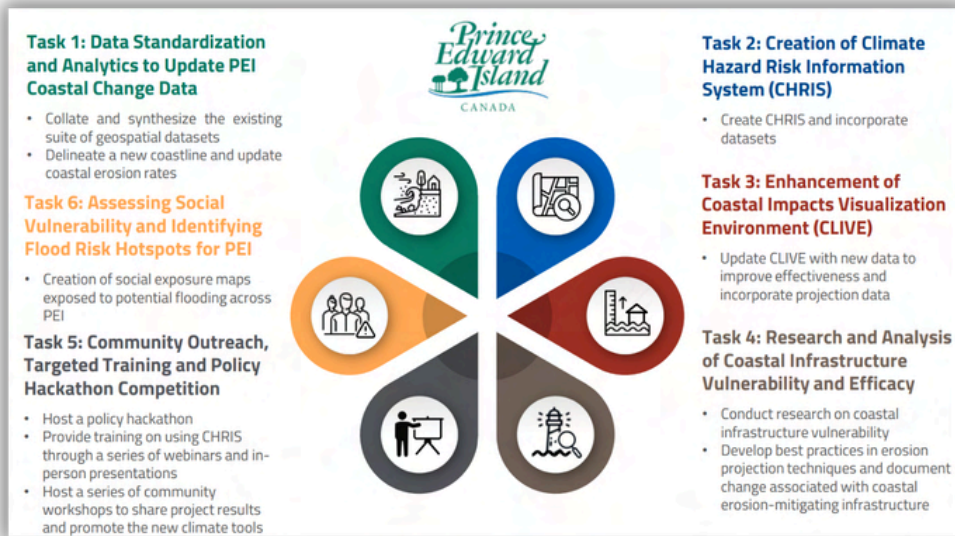 Task 1: Data Standardization
and Analytics to Update PEI
Coastal Change Data
• Collate and synthesize the existing
suite of geospatial datasets
• Delineate a new coastline and update
coastal erosion rates
Task 6: Assessing Social
Vulnerability and Identifying
Flood Risk Hotspots for PEI
• Creation of social exposure maps
exposed to potential flooding across
PEI
Task 5: Community Outreach,
Targeted Training and Policy
Hackathon Competition
• Host a policy hackathon
• Provide training on using CHRIS
through a series of webinars and in-
person presentations
• Host a series of community
workshops to share project results
and promote the new climate tools
Prince
Edward
Island
CANADA
Task 2: Creation of Climate
Hazard Risk Information
System (CHRIS)
• Create CHRIS and incorporate
datasets
Task 3: Enhancement of
Coastal Impacts Visualization
Environment (CLIVE)
• Update CLIVE with new data to
improve effectiveness and
incorporate projection data
Task 4: Research and Analysis
of Coastal Infrastructure
Vulnerability and Efficacy
• Conduct research on coastal
infrastructure vulnerability
• Develop best practices in erosion
projection techniques and document
change associated with coastal
erosion-mitigating infrastructure